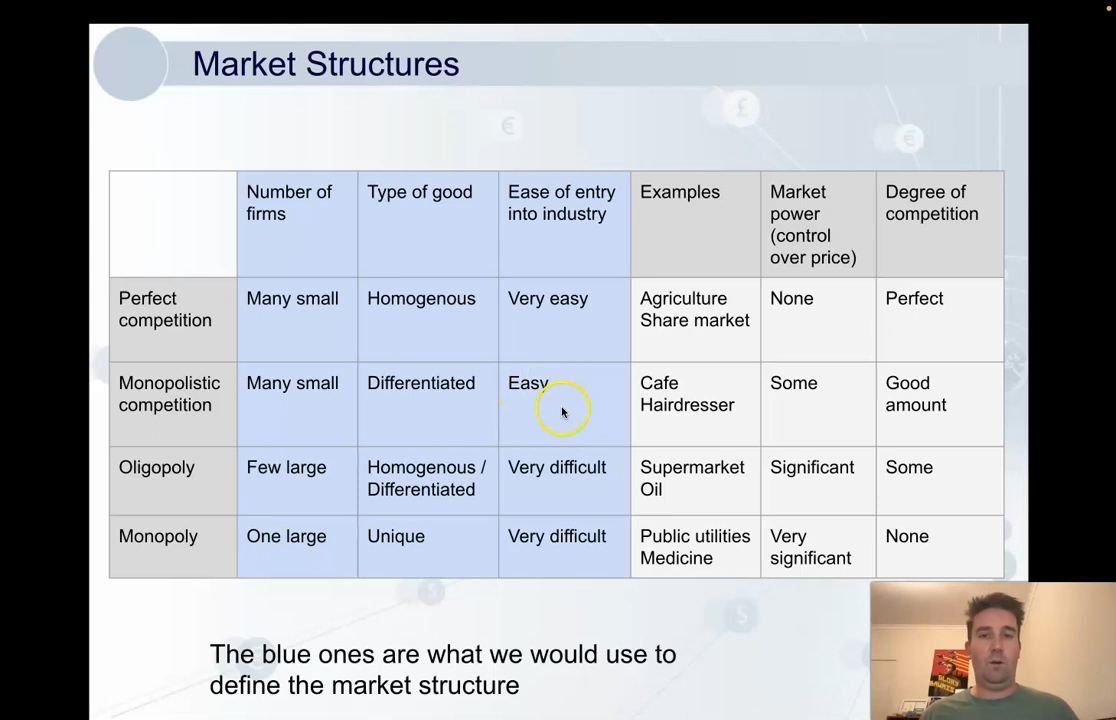 Market Structures
Number of
firms
Type of good
Ease of entry
into industry
Examples
Market
power
(control
over price)
Degree of
competition
Perfect
competition
Many small
Homogenous
Very easy
Agriculture
Share market
None
Perfect
Monopolistic
competition
Many small
Differentiated
Easy
Cafe
Hairdresser
Some
Good
amount
Oligopoly
Few large
Homogenous /
Differentiated
Very difficult
Supermarket
Oil
Significant
Some
Monopoly
One large
Unique
Very difficult
Public utilities
Medicine
Very
significant
None
The blue ones are what we would use to
define the market structure